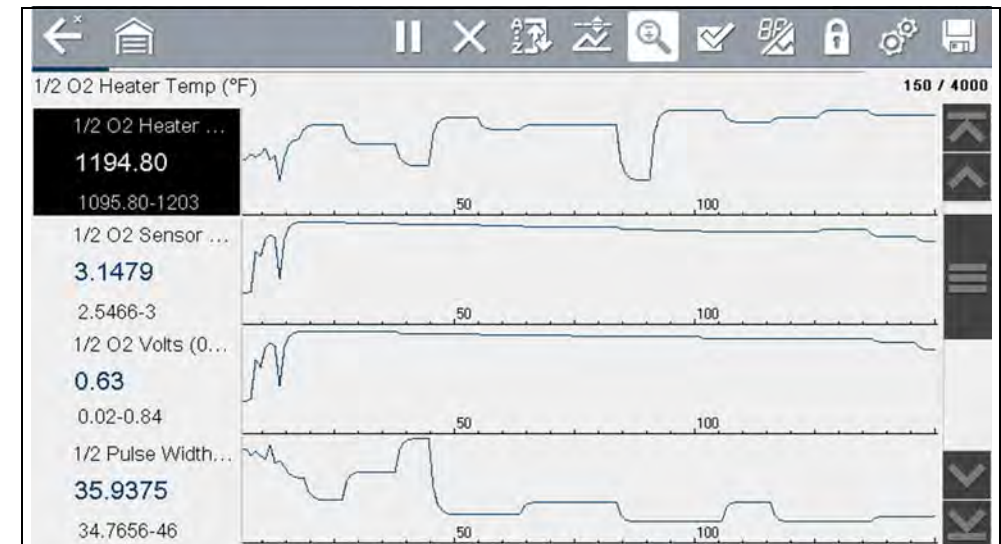 1/2 O2 Heater Temp (°F)
150 / 4000
1/2 O2 Heater ...
1194.80
1095.80-1203
50
100
1/2 O2 Sensor ...
3.1479
2.5466-3
50
100
1/2 O2 Volts (0...
0.63
0.02-0.84
50
100
1/2 Pulse Width...
35.9375
34.7656-46
50
100